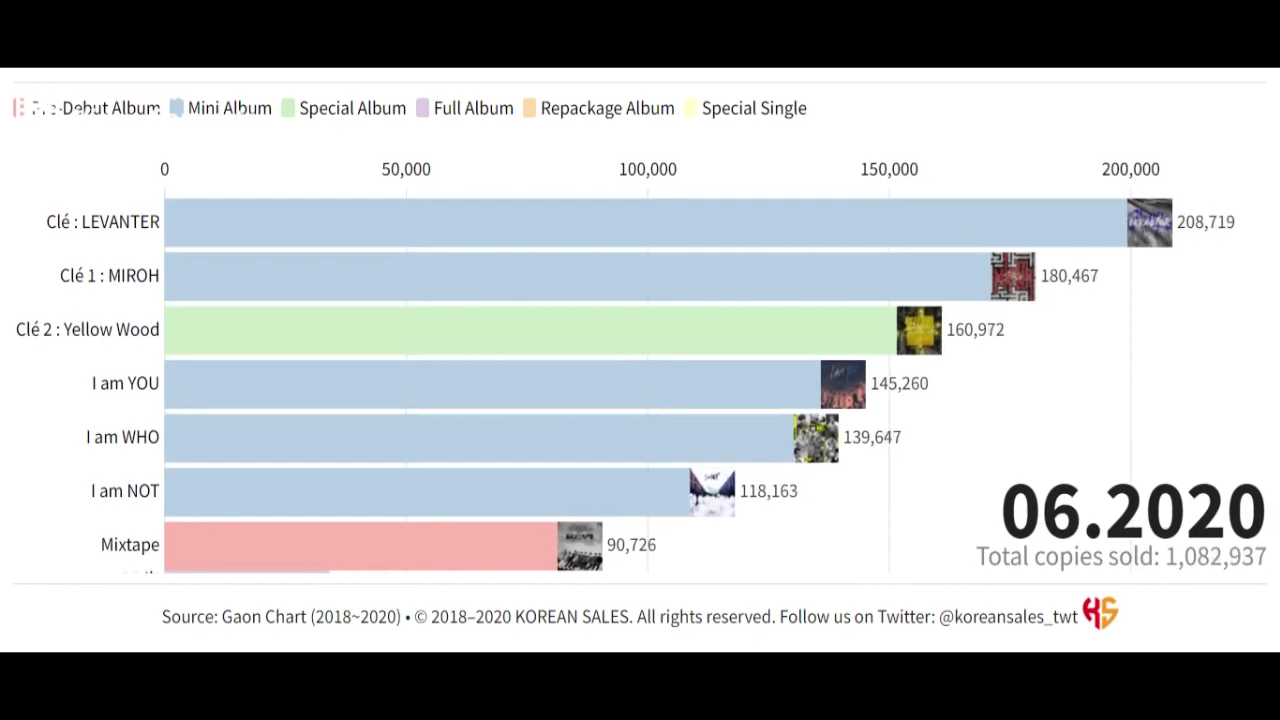 Pre-Debut Album Mini Album Special Album Full Album Repackage Album Special Single
0 50,000 100,000 150,000 200,000
Clé : LEVANTER 208,719
Clé 1 : MIROH 180,467
Clé 2 : Yellow Wood 160,972
I am YOU 145,260
I am WHO 139,647
I am NOT 118,163
Mixtape 90,726
06.2020
Total copies sold: 1,082,937
Source: Gaon Chart (2018~2020) • © 2018–2020 KOREAN SALES. All rights reserved. Follow us on Twitter: @koreansales_twt KS